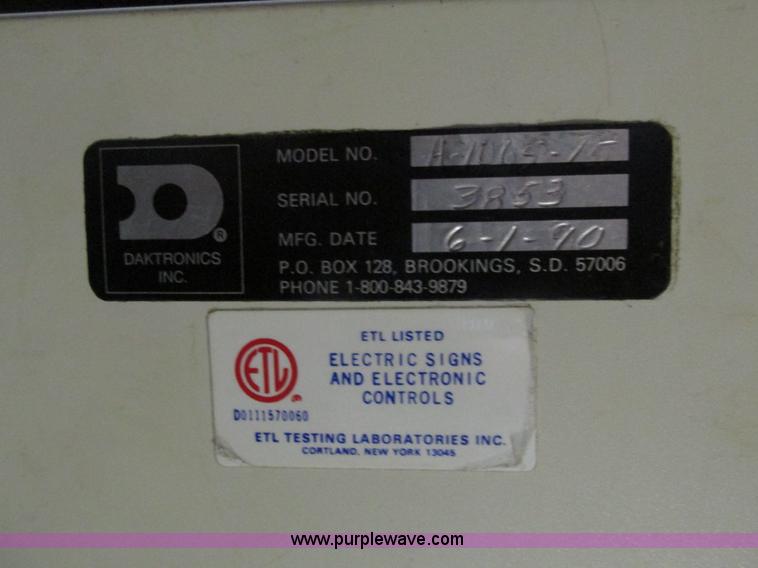 MODEL NO.
SERIAL NO. 3853
MFG. DATE 6-1-90
DAKTRONICS
INC.
P.O. BOX 128, BROOKINGS, S.D. 57006
PHONE 1-800-843-9879
ETL LISTED
ETL
ELECTRIC SIGNS
AND ELECTRONIC
CONTROLS
D0111570060
ETL TESTING LABORATORIES INC.
CORTLAND, NEW YORK 13045
www.purplewave.com